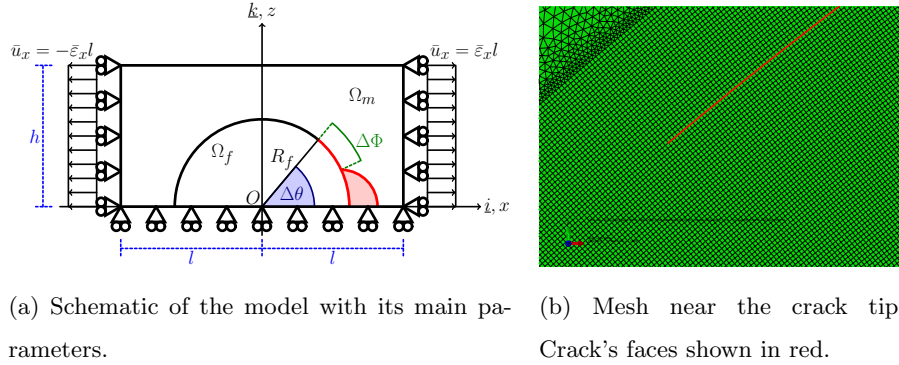 k, z
ū_x = −ε̄_x l
ū_x = ε̄_x l
Ω_m
h
ΔΦ
Ω_f
R_f
Δθ
O
i, x
l
l
(a) Schematic of the model with its main pa-
rameters.
(b) Mesh near the crack tip
Crack's faces shown in red.